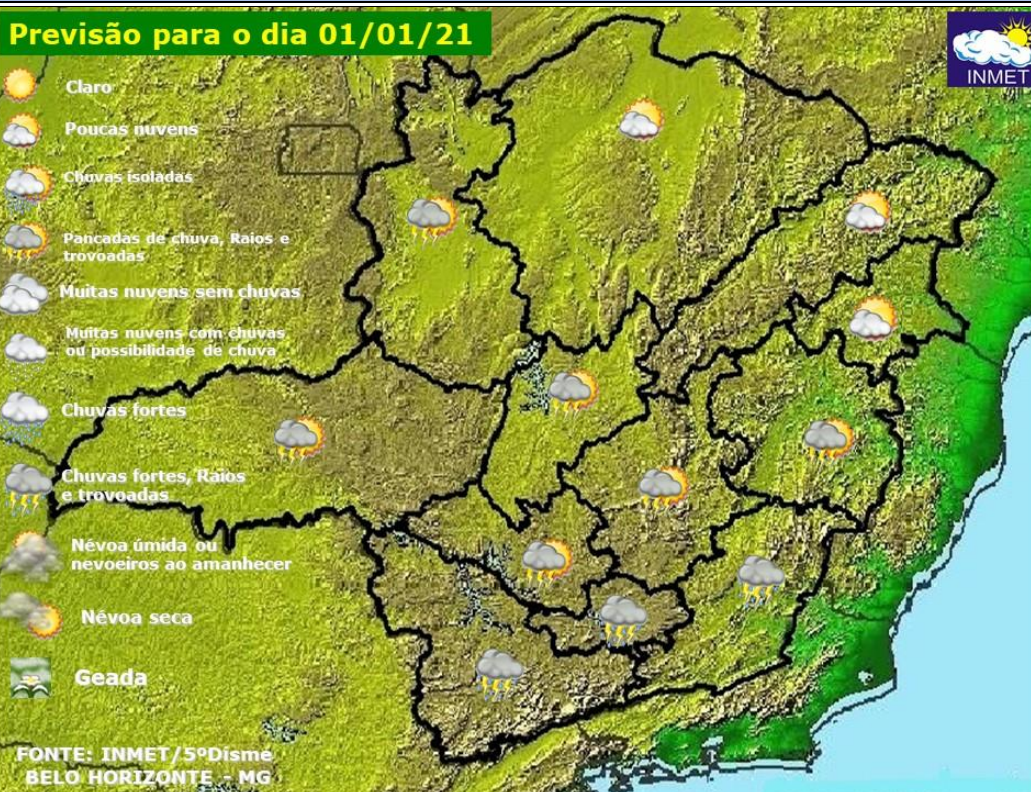 Previsão para o dia 01/01/21
INMET
Claro
Poucas nuvens
Chuvas isoladas
Pancadas de chuva, Raios e
trovoadas
Muitas nuvens sem chuvas
Muitas nuvens com chuvas
ou possibilidade de chuva
Chuvas fortes
Chuvas fortes, Raios
e trovoadas
Névoa úmida ou
nevoeiros ao amanhecer
Névoa seca
Geada
FONTE: INMET/5ºDisme
BELO HORIZONTE - MG